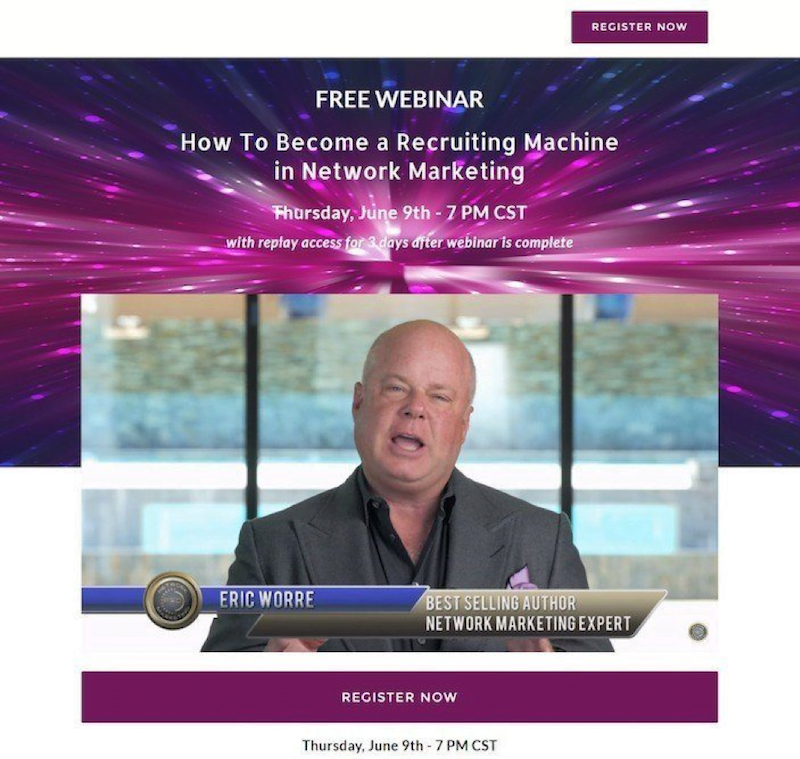 REGISTER NOW
FREE WEBINAR
How To Become a Recruiting Machine
in Network Marketing
Thursday, June 9th - 7 PM CST
with replay access for 3 days after webinar is complete
ERIC WORRE
BEST SELLING AUTHOR
NETWORK MARKETING EXPERT
REGISTER NOW
Thursday, June 9th - 7 PM CST